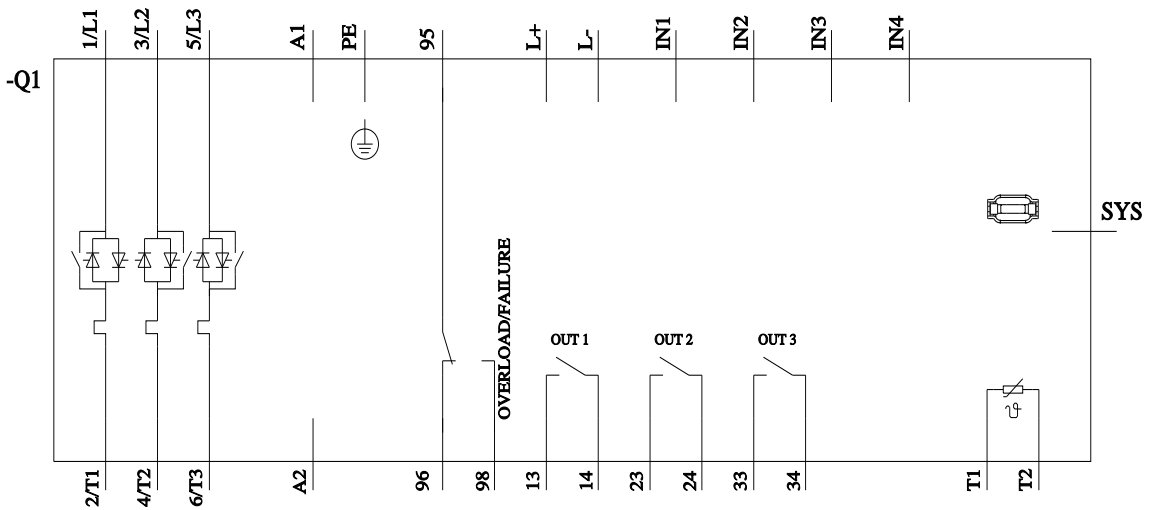 1/L1
3/L2
5/L3
A1
PE
95
L+
L-
IN1
IN2
IN3
IN4
-Q1
SYS
OVERLOAD/FAILURE
OUT 1
OUT 2
OUT 3
ϑ
2/T1
4/T2
6/T3
A2
96
98
13
14
23
24
33
34
T1
T2